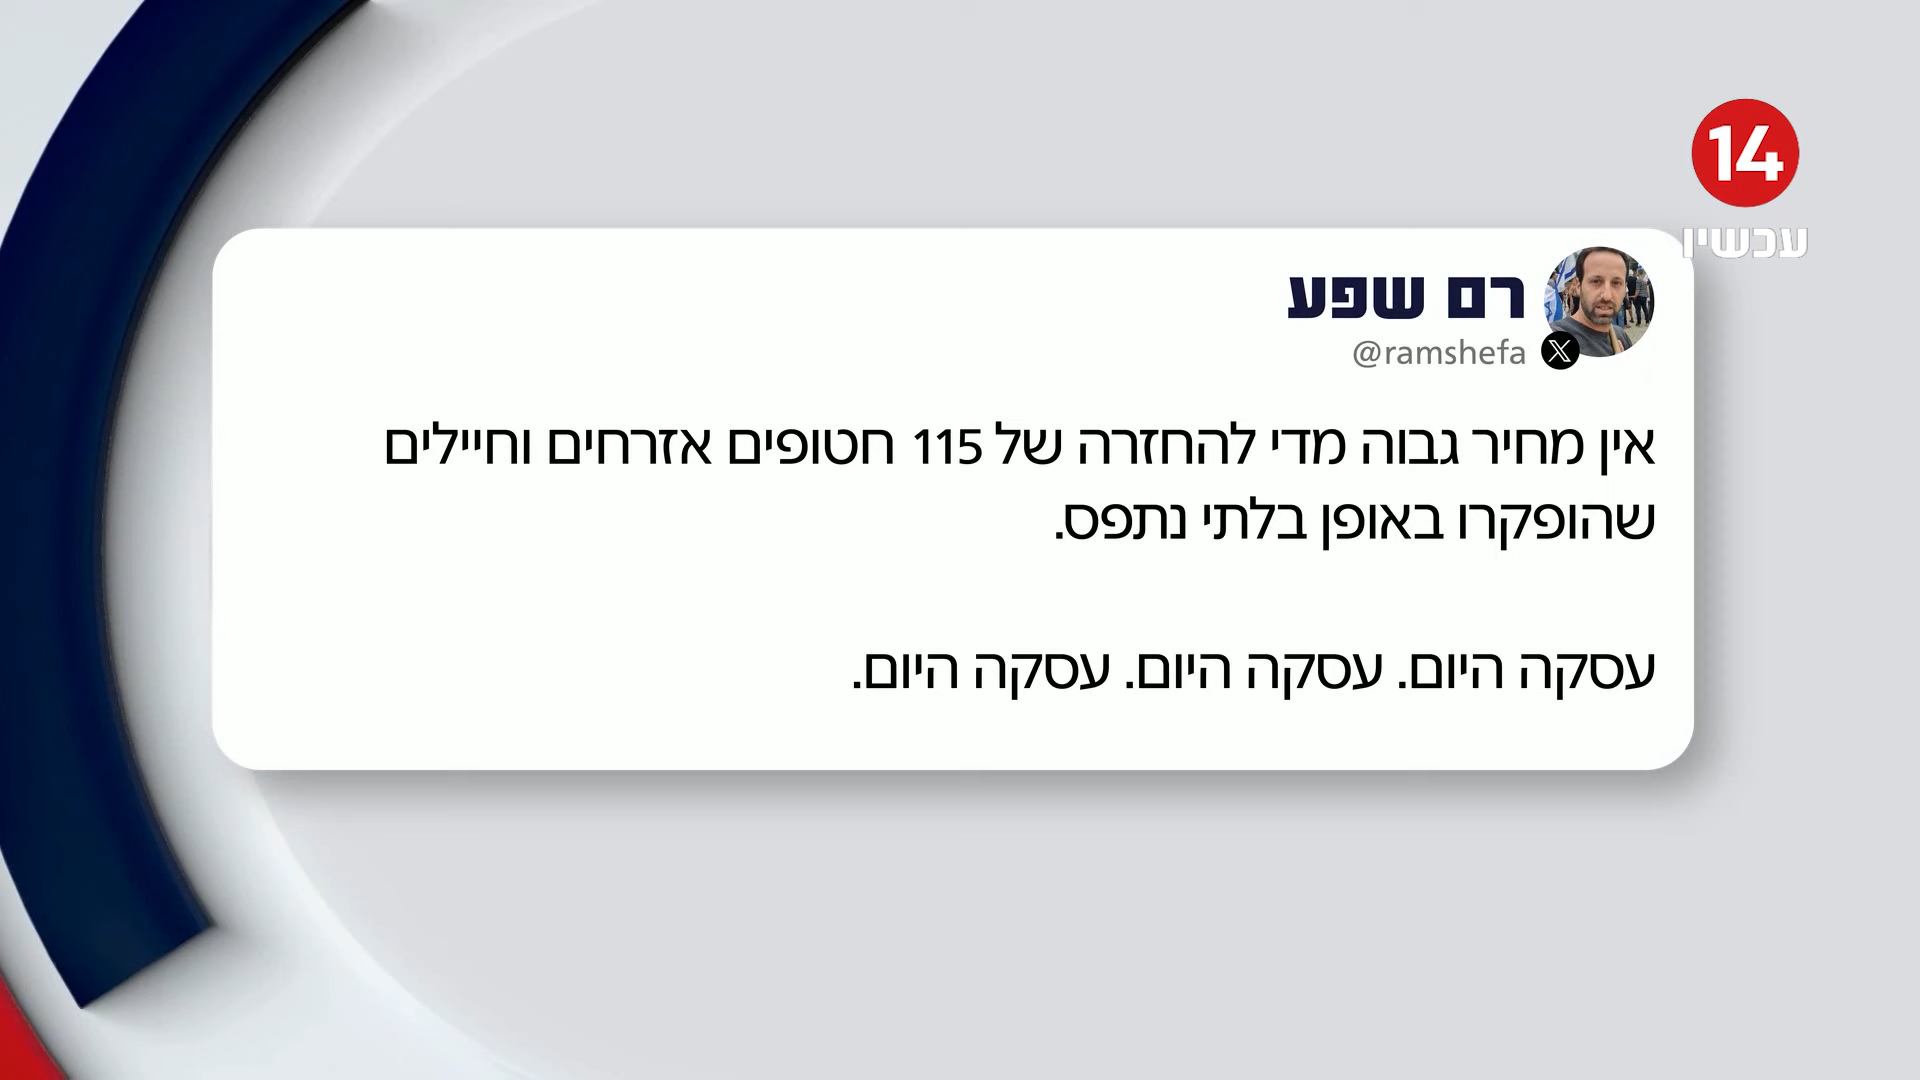 14
עכשיו
רם שפע
@ramshefa
אין מחיר גבוה מדי להחזרה של 115 חטופים אזרחים וחיילים
שהופקרו באופן בלתי נתפס.
עסקה היום. עסקה היום. עסקה היום.